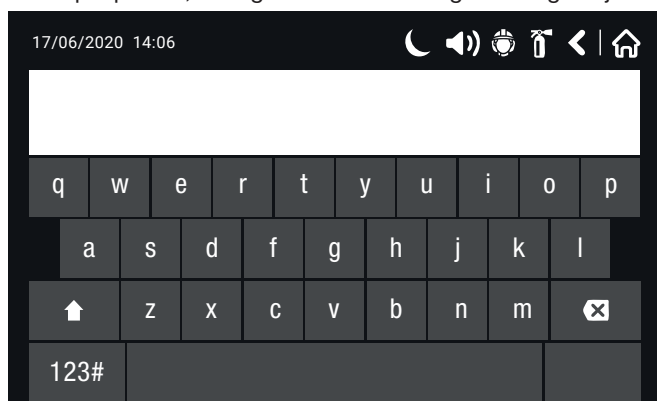 17/06/2020 14:06
q w e r t y u i o p
a s d f g h j k l
z x c v b n m
123#